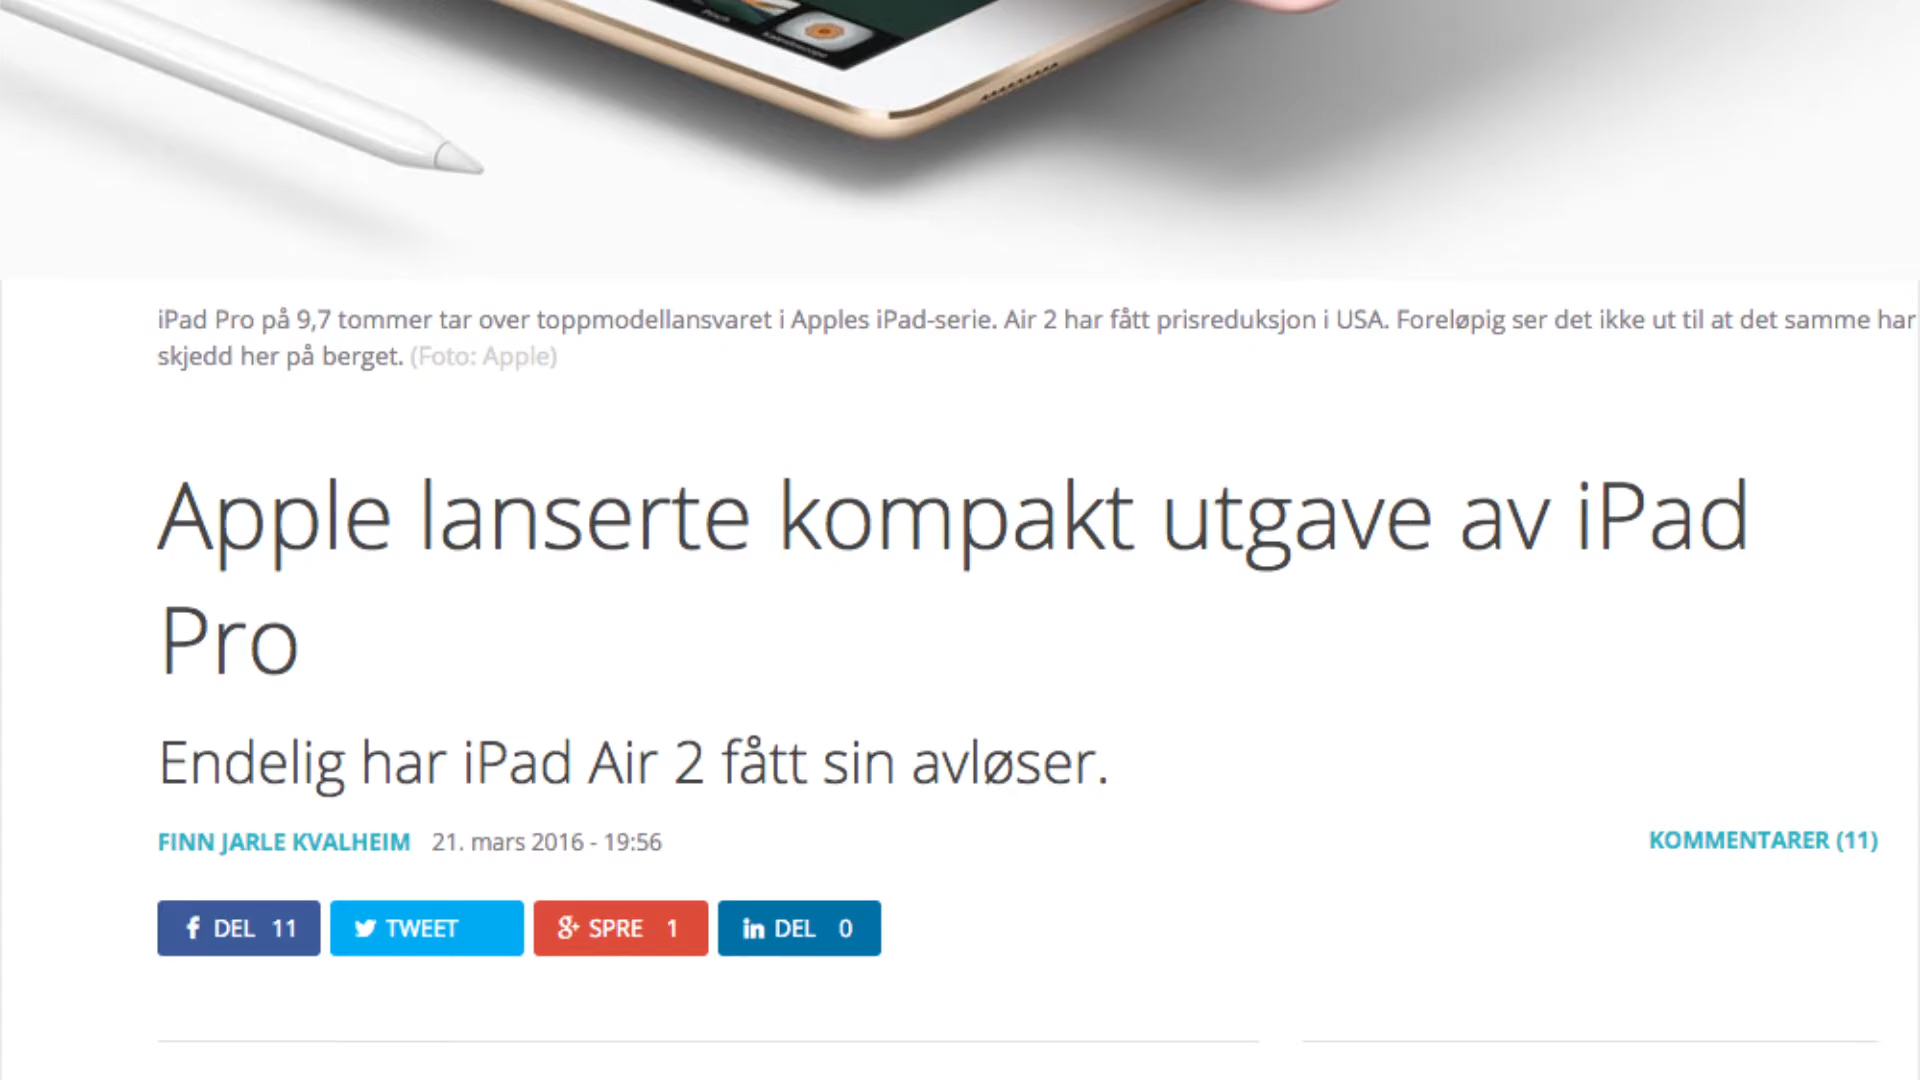 iPad Pro på 9,7 tommer tar over toppmodellansvaret i Apples iPad-serie. Air 2 har fått prisreduksjon i USA. Foreløpig ser det ikke ut til at det samme har
skjedd her på berget. (Foto: Apple)
Apple lanserte kompakt utgave av iPad
Pro
Endelig har iPad Air 2 fått sin avløser.
FINN JARLE KVALHEIM 21. mars 2016 - 19:56
KOMMENTARER (11)
f DEL 11 TWEET g+ SPRE 1 in DEL 0